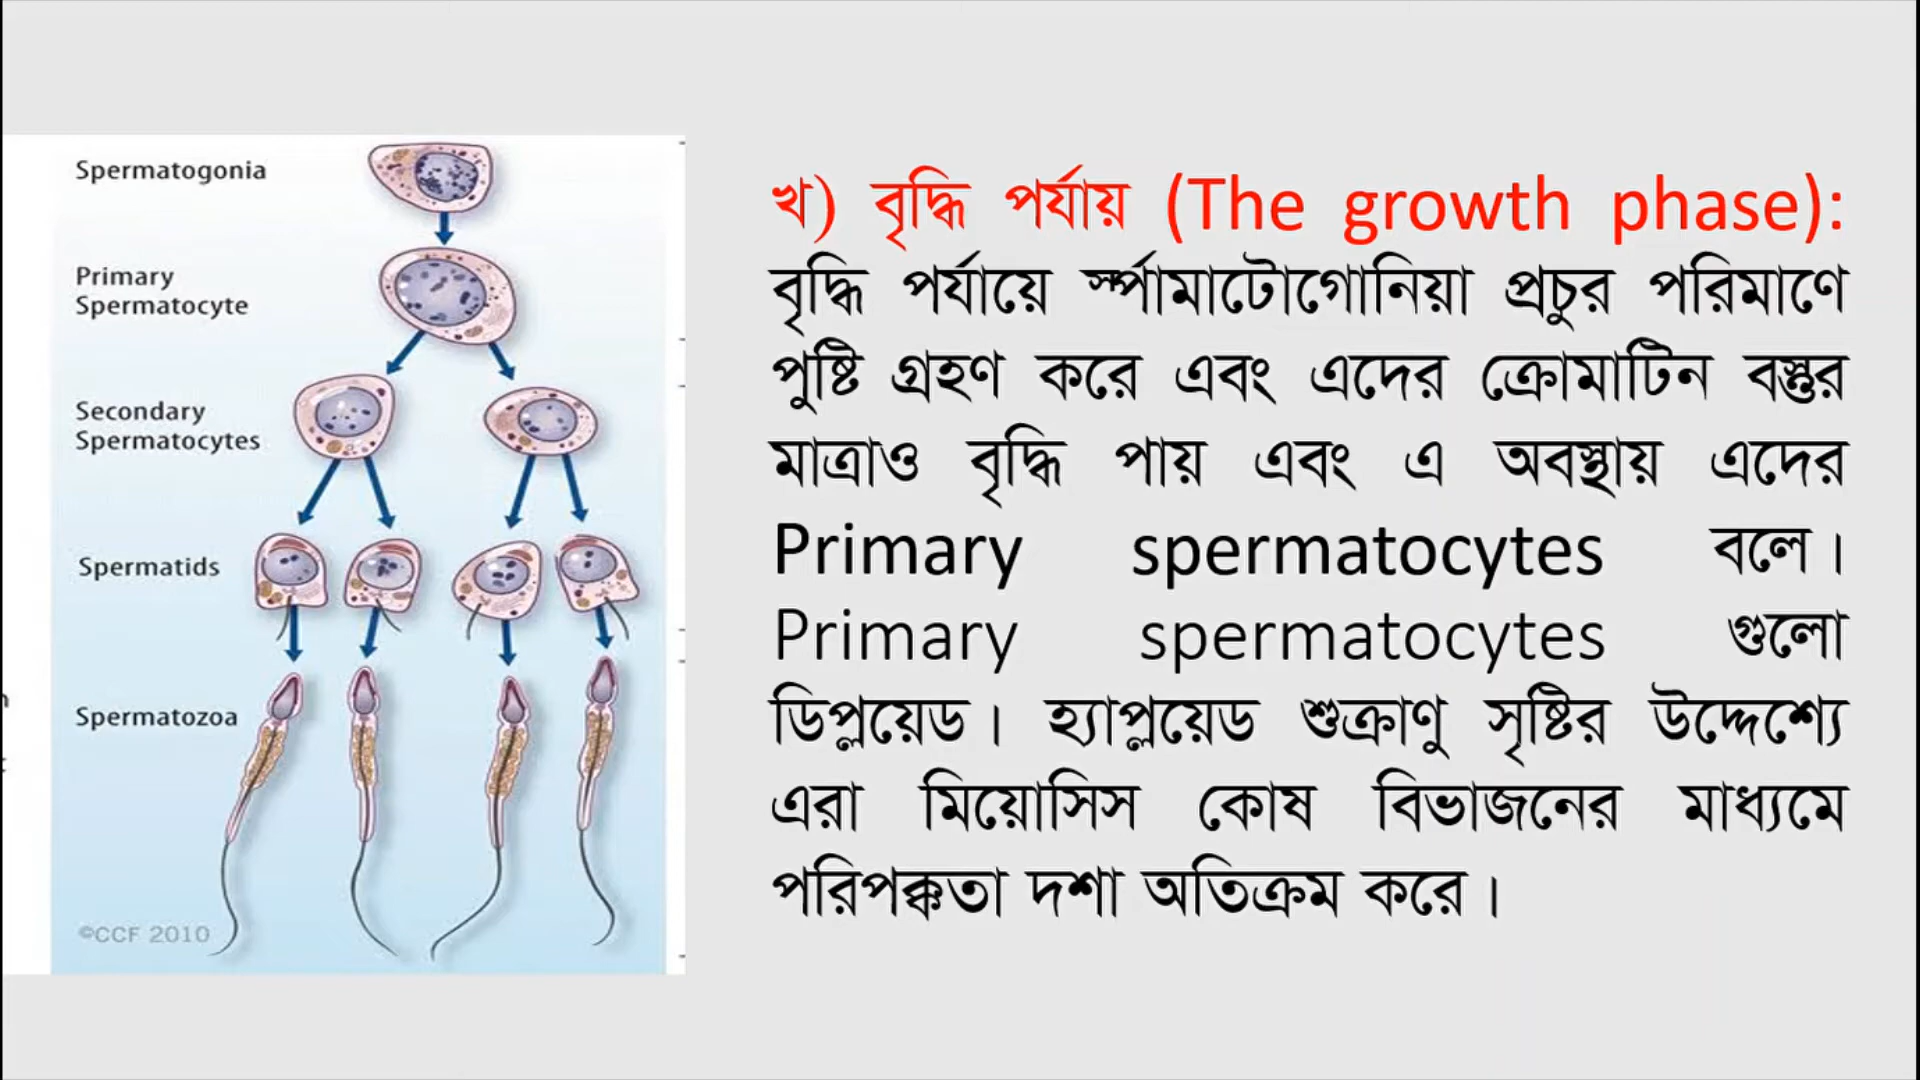 Spermatogonia
Primary
Spermatocyte
Secondary
Spermatocytes
Spermatids
Spermatozoa
©CCF 2010
খ) বৃদ্ধি পর্যায় (The growth phase):
বৃদ্ধি পর্যায়ে স্পার্মাটোগোনিয়া প্রচুর পরিমাণে
পুষ্টি গ্রহণ করে এবং এদের ক্রোমাটিন বস্তুর
মাত্রাও বৃদ্ধি পায় এবং এ অবস্থায় এদের
Primary spermatocytes বলে।
Primary spermatocytes গুলো
ডিপ্লয়েড। হ্যাপ্লয়েড শুক্রাণু সৃষ্টির উদ্দেশ্যে
এরা মিয়োসিস কোষ বিভাজনের মাধ্যমে
পরিপক্কতা দশা অতিক্রম করে।